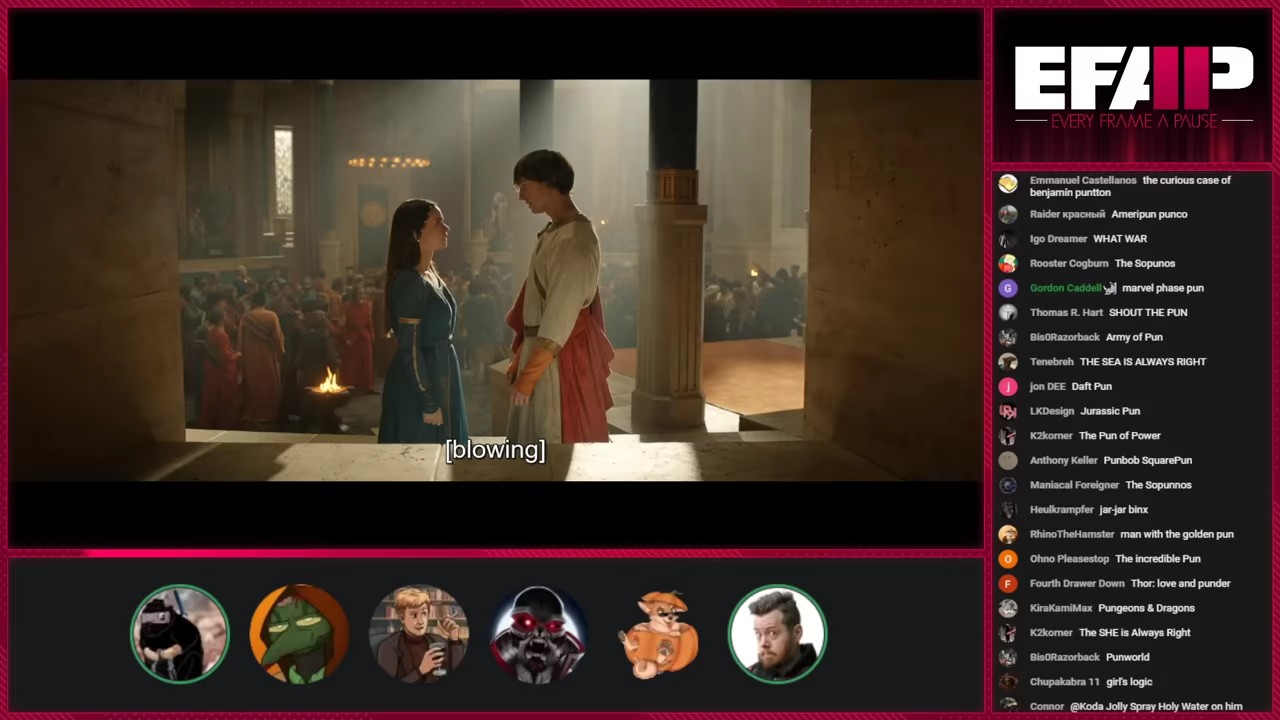 [blowing]
EFAP
EVERY FRAME A PAUSE
Emmanuel Castellanos the curious case of
benjamin puntton
Raider красный Ameripun punco
Igo Dreamer WHAT WAR
Rooster Cogburn The Sopunos
G Gordon Caddell marvel phase pun
Thomas R. Hart SHOUT THE PUN
Bis0Razorback Army of Pun
Tenebreh THE SEA IS ALWAYS RIGHT
j jon DEE Daft Pun
LKDesign Jurassic Pun
K2korner The Pun of Power
Anthony Keller Punbob SquarePun
Maniacal Foreigner The Sopunnos
Heulkrampfer jar-jar binx
RhinoTheHamster man with the golden pun
O Ohno Pleasestop The incredible Pun
F Fourth Drawer Down Thor: love and punder
KiraKamiMax Pungeons & Dragons
K2korner The SHE is Always Right
Bis0Razorback Punworld
Chupakabra 11 girl's logic
Connor @Koda Jolly Spray Holy Water on him